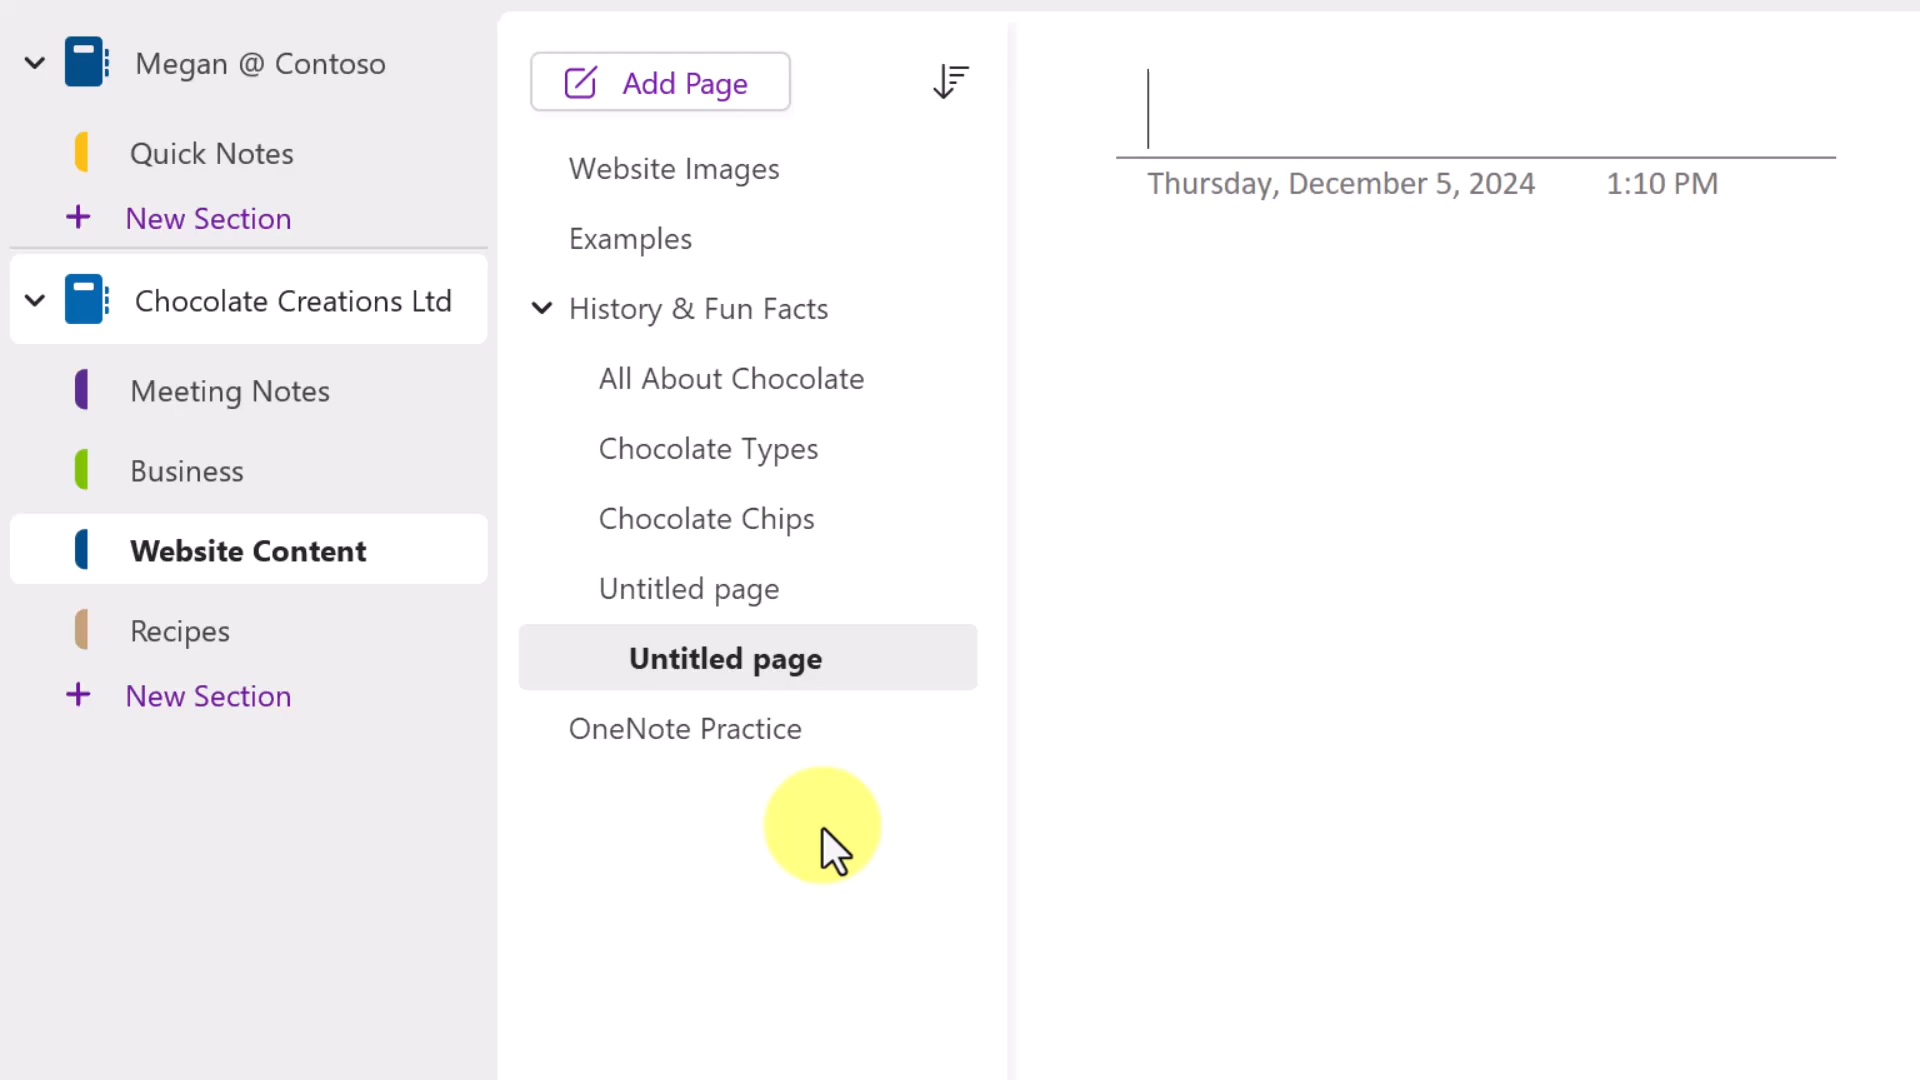 Megan @ Contoso
Quick Notes
+ New Section
Chocolate Creations Ltd
Meeting Notes
Business
Website Content
Recipes
+ New Section
Add Page
Website Images
Examples
History & Fun Facts
All About Chocolate
Chocolate Types
Chocolate Chips
Untitled page
Untitled page
OneNote Practice
Thursday, December 5, 2024 1:10 PM